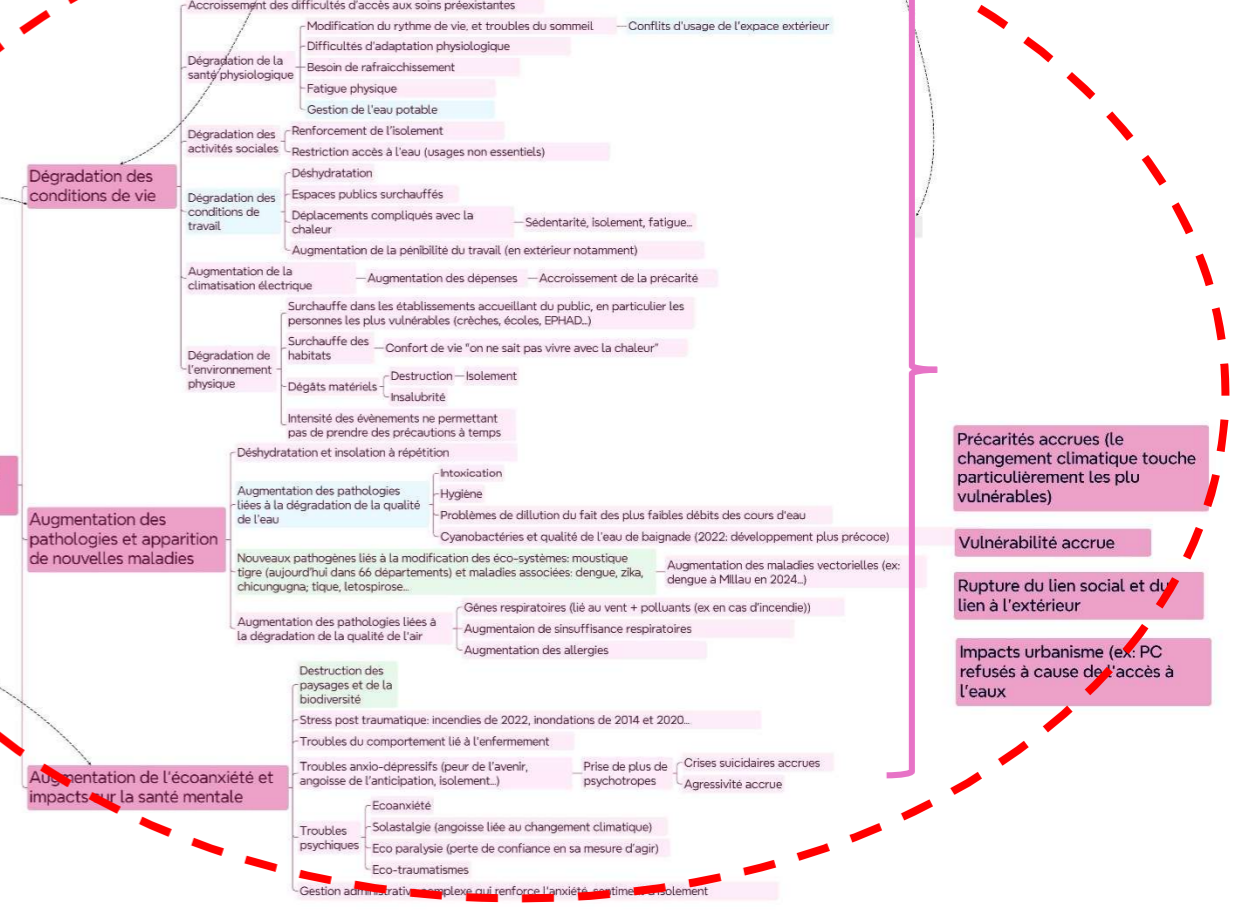 Accroissement des difficultés d'accès aux soins préexistantes
Modification du rythme de vie, et troubles du sommeil
Conflits d'usage de l'expace extérieur
Difficultés d'adaptation physiologique
Dégradation de la
santé physiologique
Besoin de rafraicchissement
Fatigue physique
Gestion de l'eau potable
Dégradation des
activités sociales
Renforcement de l'isolement
Restriction accès à l'eau (usages non essentiels)
Dégradation des
conditions de vie
Dégradation des
conditions de
travail
Déshydratation
Espaces publics surchauffés
Déplacements compliqués avec la
chaleur
Sédentarité, isolement, fatigue...
Augmentation de la pénibilité du travail (en extérieur notamment)
Augmentation de la
climatisation électrique
Augmentation des dépenses
Accroissement de la précarité
Dégradation de
l'environnement
physique
Surchauffe dans les établissements accueillant du public, en particulier les
personnes les plus vulnérables (crèches, écoles, EPHAD...)
Surchauffe des
habitats
Confort de vie "on ne sait pas vivre avec la chaleur"
Dégâts matériels
Destruction
Isolement
Insalubrité
Intensité des évènements ne permettant
pas de prendre des précautions à temps
Augmentation des
pathologies et apparition
de nouvelles maladies
Déshydratation et insolation à répétition
Augmentation des pathologies
liées à la dégradation de la qualité
de l'eau
Intoxication
Hygiène
Problèmes de dillution du fait des plus faibles débits des cours d'eau
Cyanobactéries et qualité de l'eau de baignade (2022: développement plus précoce)
Nouveaux pathogènes liés à la modification des éco-systèmes: moustique
tigre (aujourd'hui dans 66 départements) et maladies associées: dengue, zika,
chicungugna; tique, letospirose...
Augmentation des maladies vectorielles (ex:
dengue à MIllau en 2024...)
Augmentation des pathologies liées à
la dégradation de la qualité de l'air
Gênes respiratoires (lié au vent + polluants (ex en cas d'incendie))
Augmentaion de sinsuffisance respiratoires
Augmentation des allergies
Augmentation de l'écoanxiété et
impacts sur la santé mentale
Destruction des
paysages et de la
biodiversité
Stress post traumatique: incendies de 2022, inondations de 2014 et 2020...
Troubles du comportement lié à l'enfermement
Troubles anxio-dépressifs (peur de l'avenir,
angoisse de l'anticipation, isolement...)
Prise de plus de
psychotropes
Crises suicidaires accrues
Agressivité accrue
Troubles
psychiques
Ecoanxiété
Solastalgie (angoisse liée au changement climatique)
Eco paralysie (perte de confiance en sa mesure d'agir)
Eco-traumatismes
Gestion administrative complexe qui renforce l'anxiété, sentiment d'isolement
Précarités accrues (le
changement climatique touche
particulièrement les plu
vulnérables)
Vulnérabilité accrue
Rupture du lien social et du
lien à l'extérieur
Impacts urbanisme (ex: PC
refusés à cause de l'accès à
l'eaux